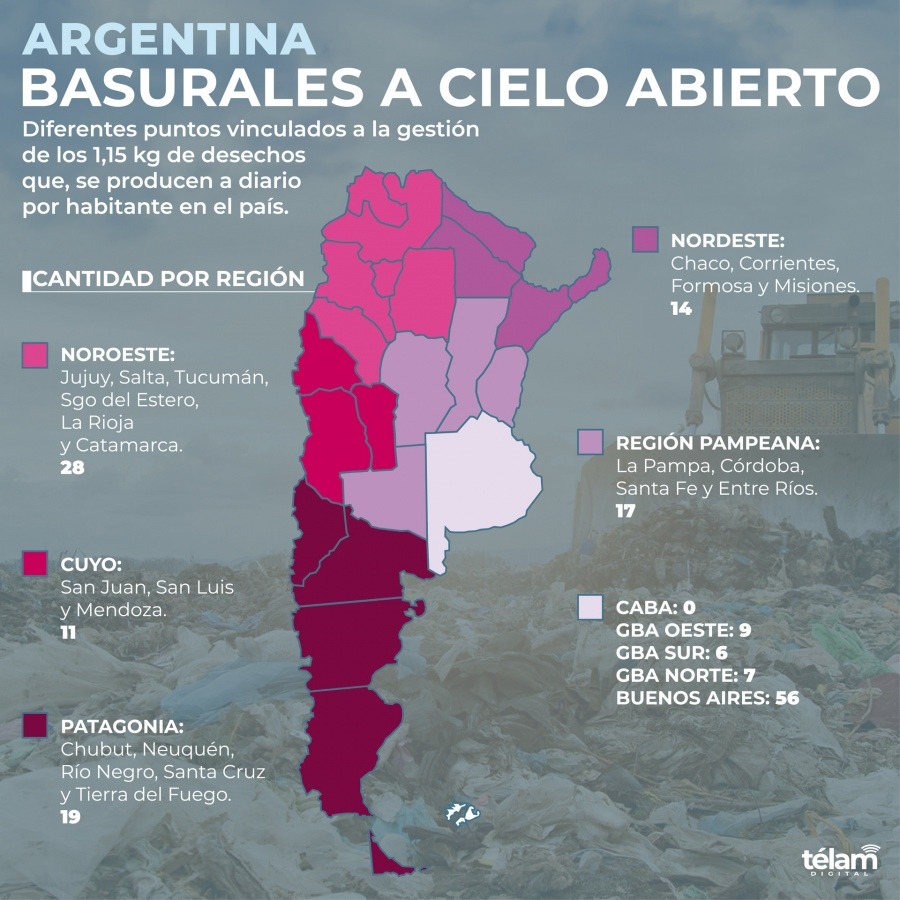 ARGENTINA
BASURALES A CIELO ABIERTO
Diferentes puntos vinculados a la gestión
de los 1,15 kg de desechos
que, se producen a diario
por habitante en el país.
CANTIDAD POR REGIÓN
NOROESTE:
Jujuy, Salta, Tucumán,
Sgo del Estero,
La Rioja
y Catamarca.
28
CUYO:
San Juan, San Luis
y Mendoza.
11
PATAGONIA:
Chubut, Neuquén,
Río Negro, Santa Cruz
y Tierra del Fuego.
19
NORDESTE:
Chaco, Corrientes,
Formosa y Misiones.
14
REGIÓN PAMPEANA:
La Pampa, Córdoba,
Santa Fe y Entre Ríos.
17
CABA: 0
GBA OESTE: 9
GBA SUR: 6
GBA NORTE: 7
BUENOS AIRES: 56
télam
DIGITAL